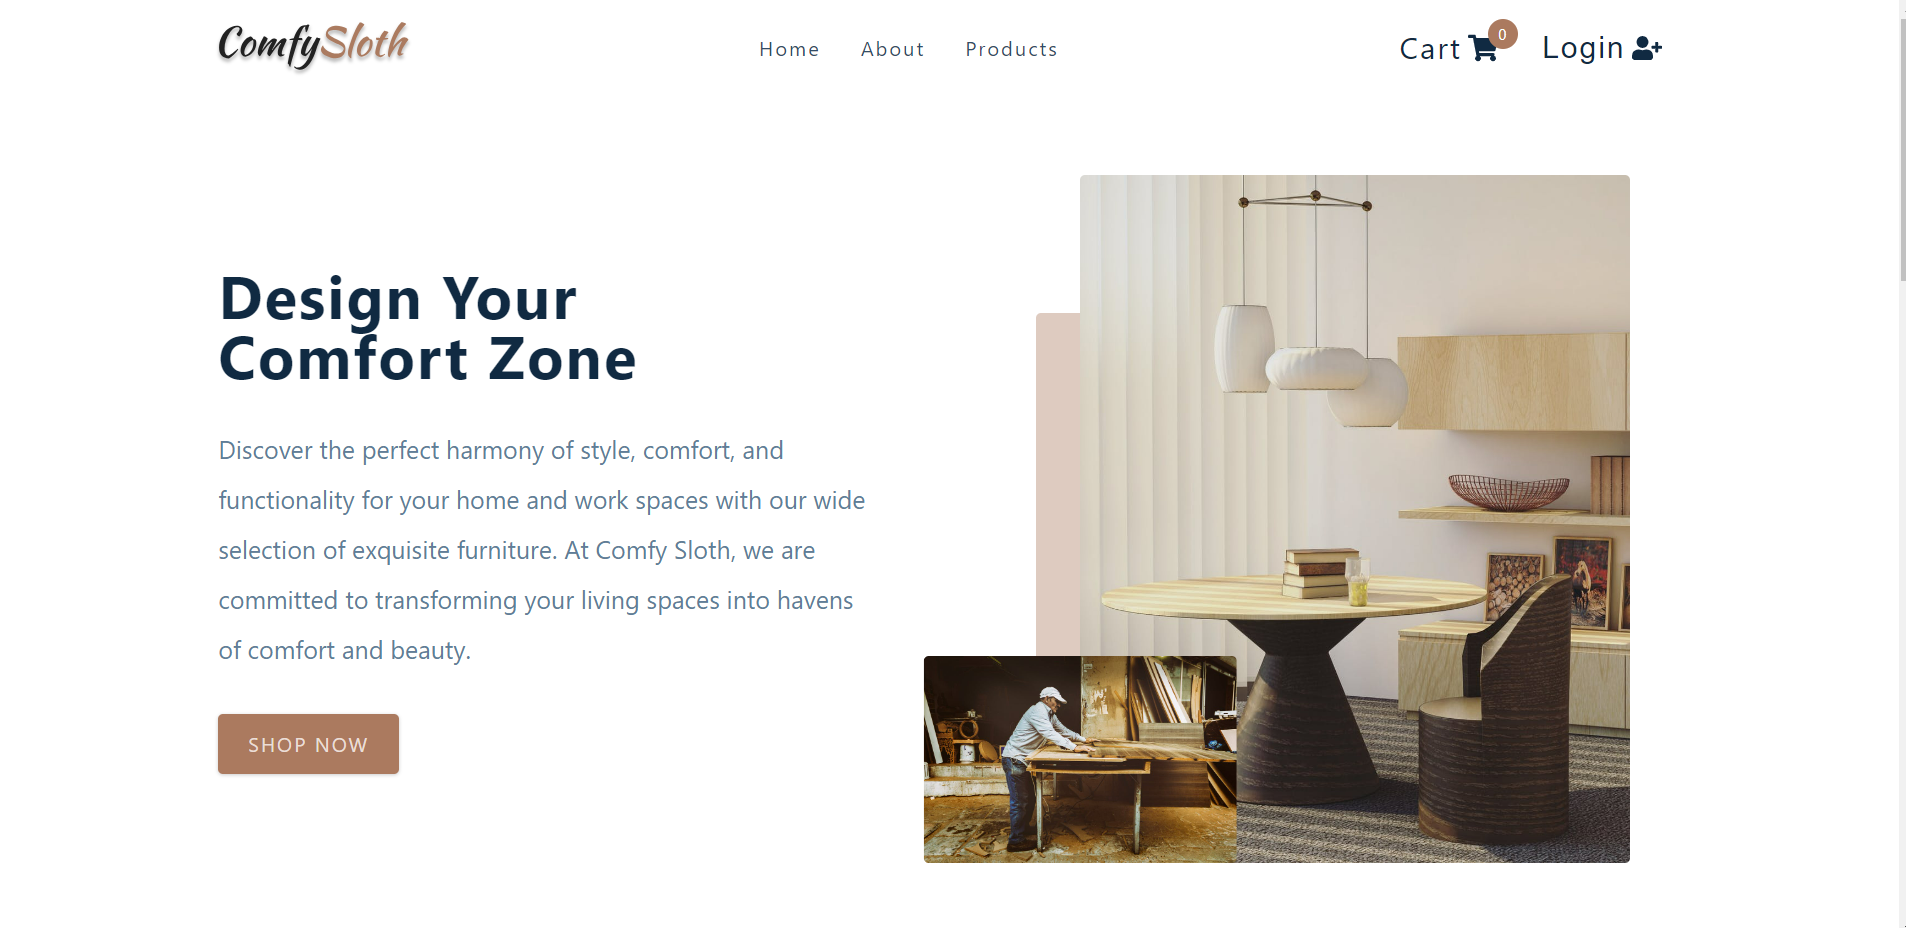 ComfySloth
Home About Products
Cart 0 Login
Design Your
Comfort Zone
Discover the perfect harmony of style, comfort, and
functionality for your home and work spaces with our wide
selection of exquisite furniture. At Comfy Sloth, we are
committed to transforming your living spaces into havens
of comfort and beauty.
SHOP NOW